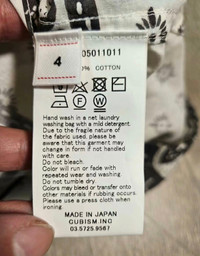 4
05011011
% COTTON
F
W
Hand wash in a net laundry
washing bag with a mild detergent.
Due to the fragile nature of
the fabric used, please be
aware that this garment may
change in form if not handled
with care.
Do not bleach.
Color will run or fade with
repeated wear and washing.
Do not tumble dry.
Colors may bleed or transfer onto
other materials if rubbing occurs.
Please use a press cloth when
ironing.
MADE IN JAPAN
CUBISM.INC
03.5725.9567